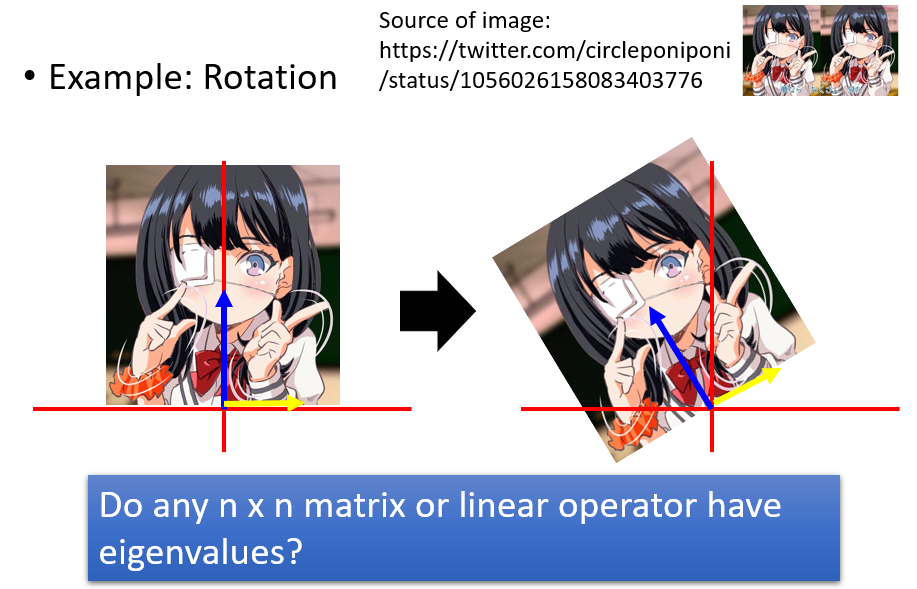 Source of image:
https://twitter.com/circleponiponi
/status/1056026158083403776
• Example: Rotation
Do any n x n matrix or linear operator have
eigenvalues?